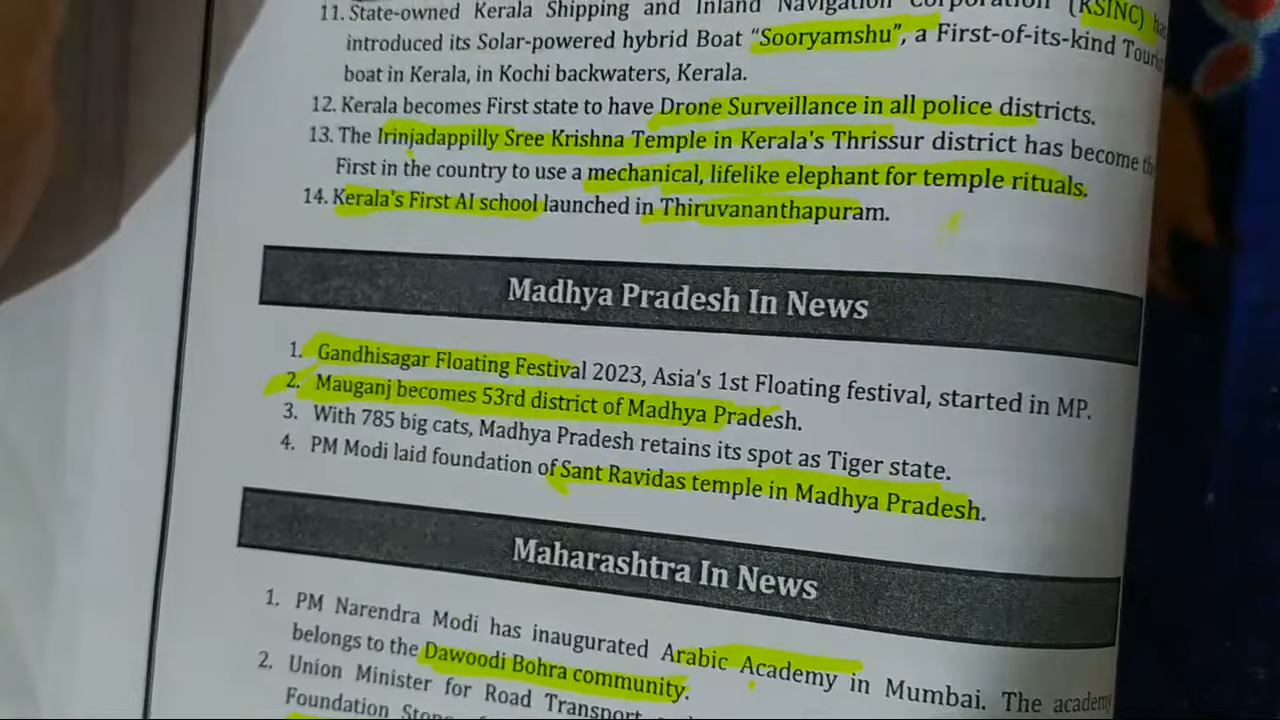 11. State-owned Kerala Shipping and Inland Navigation Corporation (KSINC) has
introduced its Solar-powered hybrid Boat “Sooryamshu”, a First-of-its-kind Touris
boat in Kerala, in Kochi backwaters, Kerala.
12. Kerala becomes First state to have Drone Surveillance in all police districts.
13. The Irinjadappilly Sree Krishna Temple in Kerala's Thrissur district has become the
First in the country to use a mechanical, lifelike elephant for temple rituals.
14. Kerala's First AI school launched in Thiruvananthapuram.
Madhya Pradesh In News
1. Gandhisagar Floating Festival 2023, Asia's 1st Floating festival, started in MP.
2. Mauganj becomes 53rd district of Madhya Pradesh.
3. With 785 big cats, Madhya Pradesh retains its spot as Tiger state.
4. PM Modi laid foundation of Sant Ravidas temple in Madhya Pradesh.
Maharashtra In News
1. PM Narendra Modi has inaugurated Arabic Academy in Mumbai. The academy
belongs to the Dawoodi Bohra community.
2. Union Minister for Road Transport
Foundation Stone